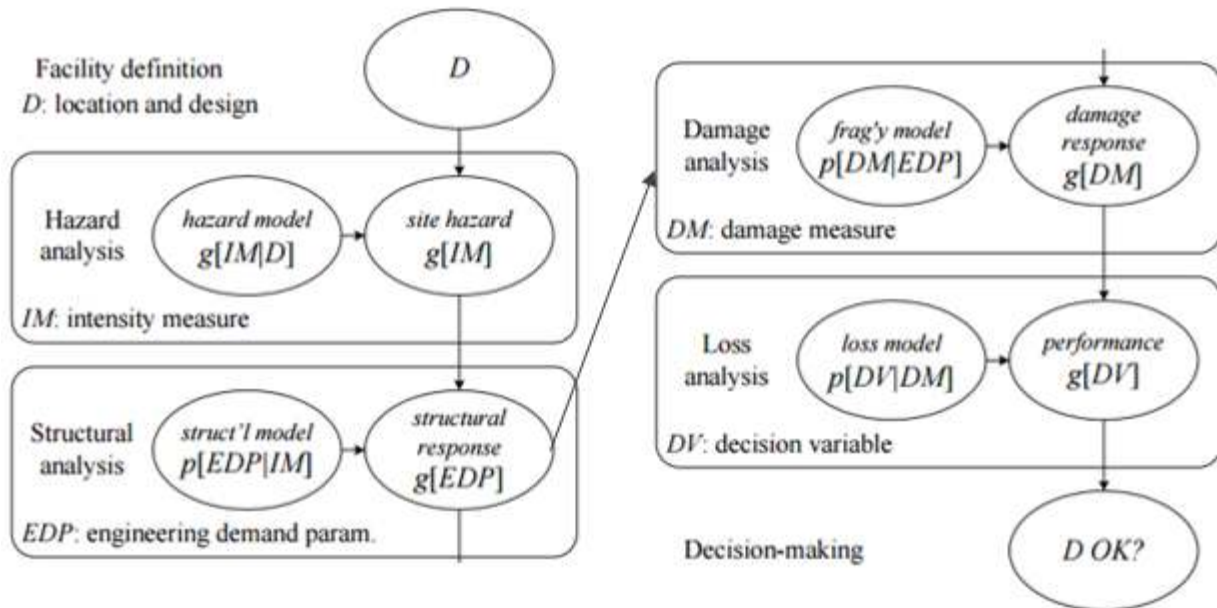 Facility definition
D: location and design
D
Hazard
analysis
hazard model
g[IM|D]
site hazard
g[IM]
IM: intensity measure
Structural
analysis
struct'l model
p[EDP|IM]
structural
response
g[EDP]
EDP: engineering demand param.
Damage
analysis
frag'y model
p[DM|EDP]
damage
response
g[DM]
DM: damage measure
Loss
analysis
loss model
p[DV|DM]
performance
g[DV]
DV: decision variable
Decision-making
D OK?